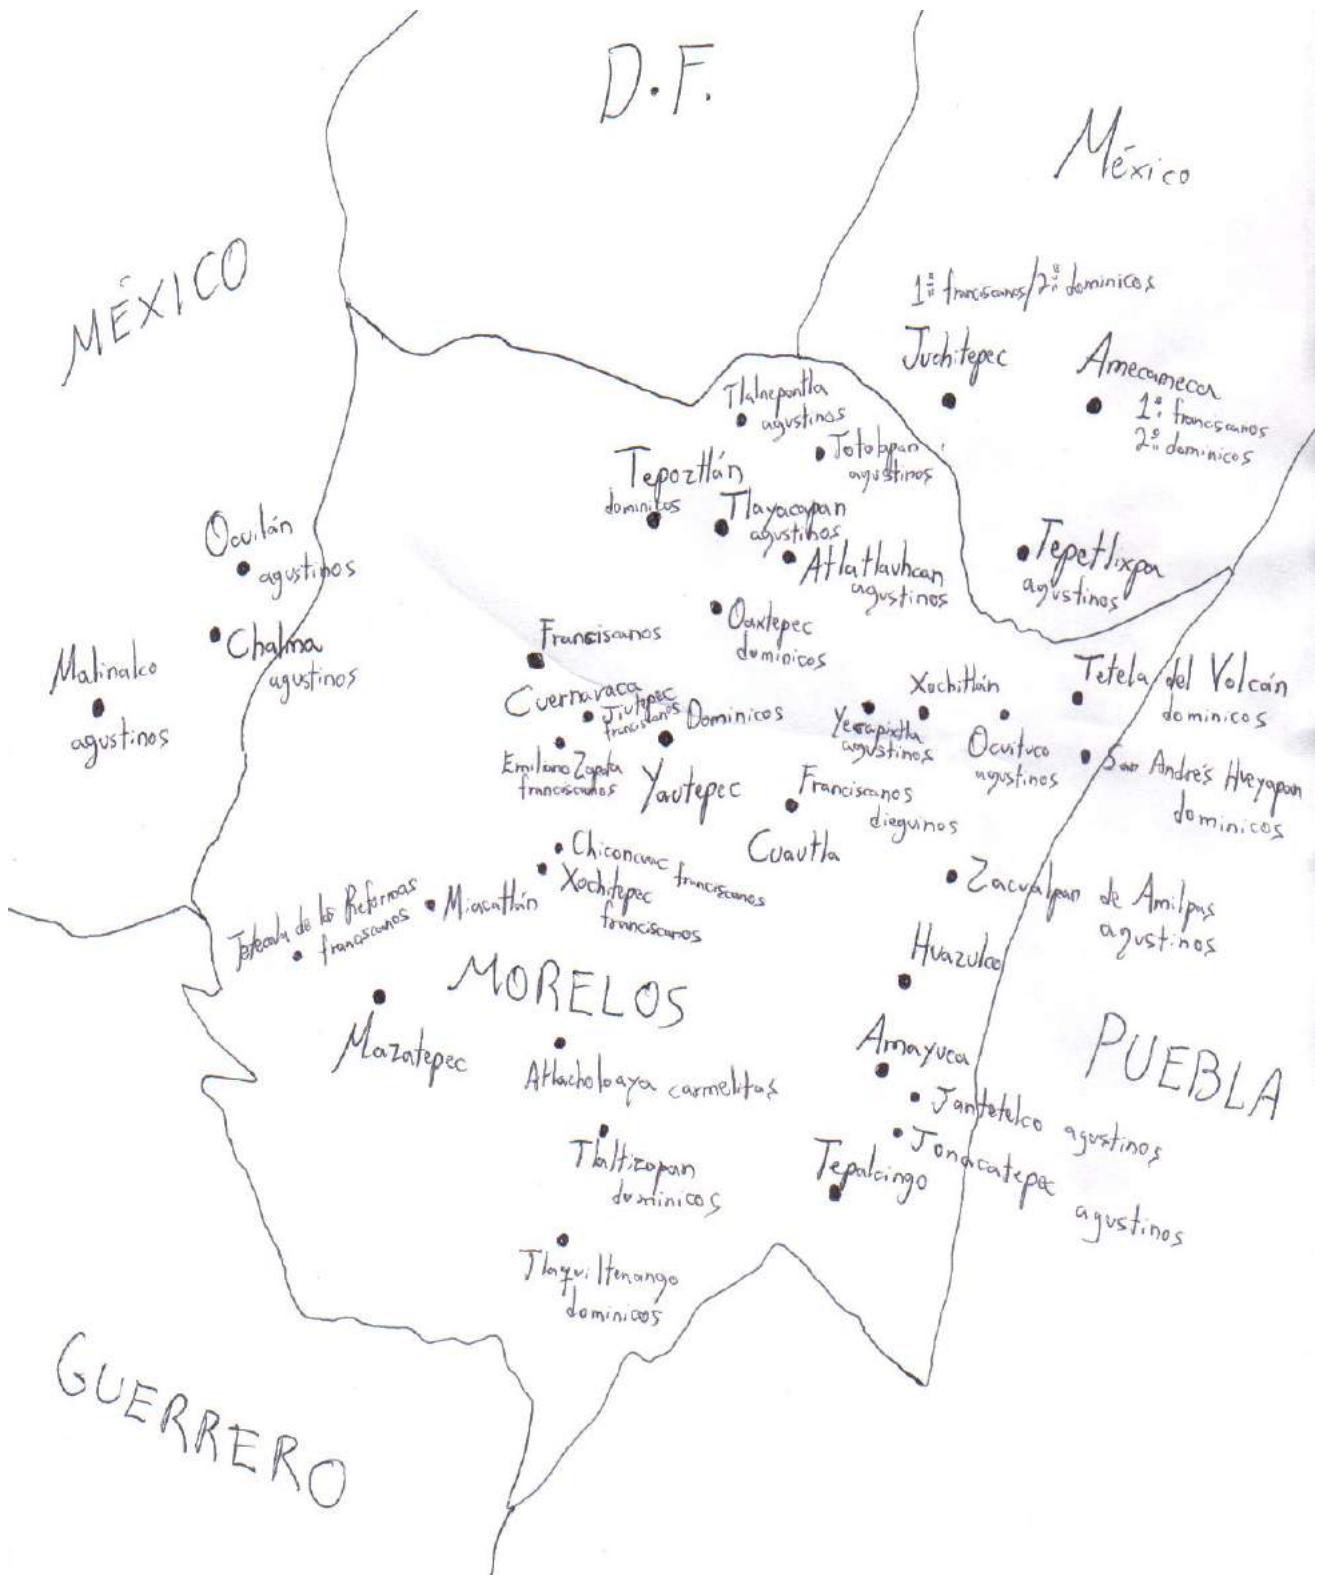 D.F.
México
MÉXICO
1º franciscanos/2º dominicos
Juchitepec
Amecameca
1º franciscanos
2º dominicos
Tlalnepantla
agustinos
Totolapan
agustinos
Tepoztlán
dominicos
Tlayacapan
agustinos
Atlatlauhcan
agustinos
Tepetlixpa
agustinos
Ocuilán
agustinos
Chalma
agustinos
Malinalco
agustinos
Oaxtepec
dominicos
Franciscanos
Cuernavaca
Jiutepec
franciscanos
Emiliano Zapata
franciscanos
Dominicos
Yautepec
Yecapixtla
agustinos
Xochitlán
Ocuituco
agustinos
Tetela del Volcán
dominicos
San Andrés Hueyapan
dominicos
Franciscanos
dieguinos
Cuautla
Zacualpan de Amilpas
agustinos
Chiconcuac franciscanos
Xochitepec
franciscanos
Miacatlán
Tetecala de las Reformas
franciscanos
Huazulco
MORELOS
Mazatepec
Atlacholoaya carmelitas
Amayuca
PUEBLA
Jantetelco agustinos
Jonacatepec
agustinos
Tepalcingo
Tlaltizapan
dominicos
Tlaquiltenango
dominicos
GUERRERO